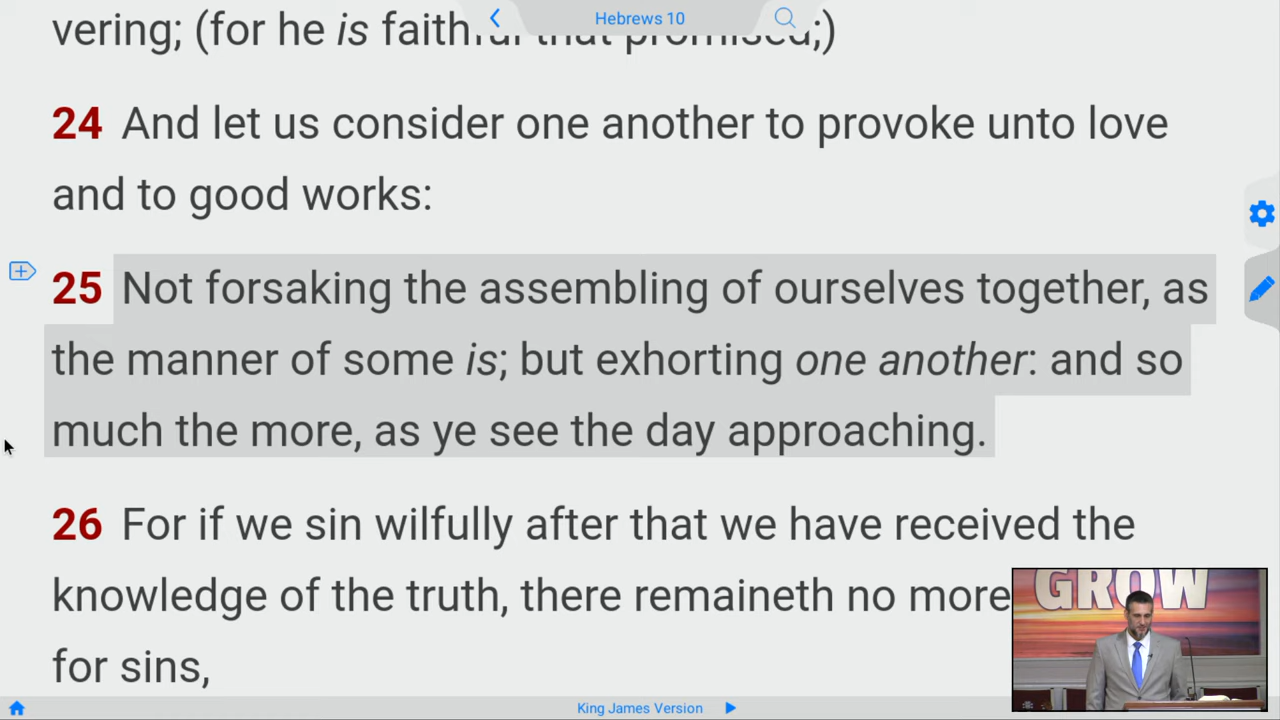 Hebrews 10
vering; (for he is faithful that promised;)
24 And let us consider one another to provoke unto love
and to good works:
25 Not forsaking the assembling of ourselves together, as
the manner of some is; but exhorting one another: and so
much the more, as ye see the day approaching.
26 For if we sin wilfully after that we have received the
knowledge of the truth, there remaineth no more
for sins,
GROW
King James Version